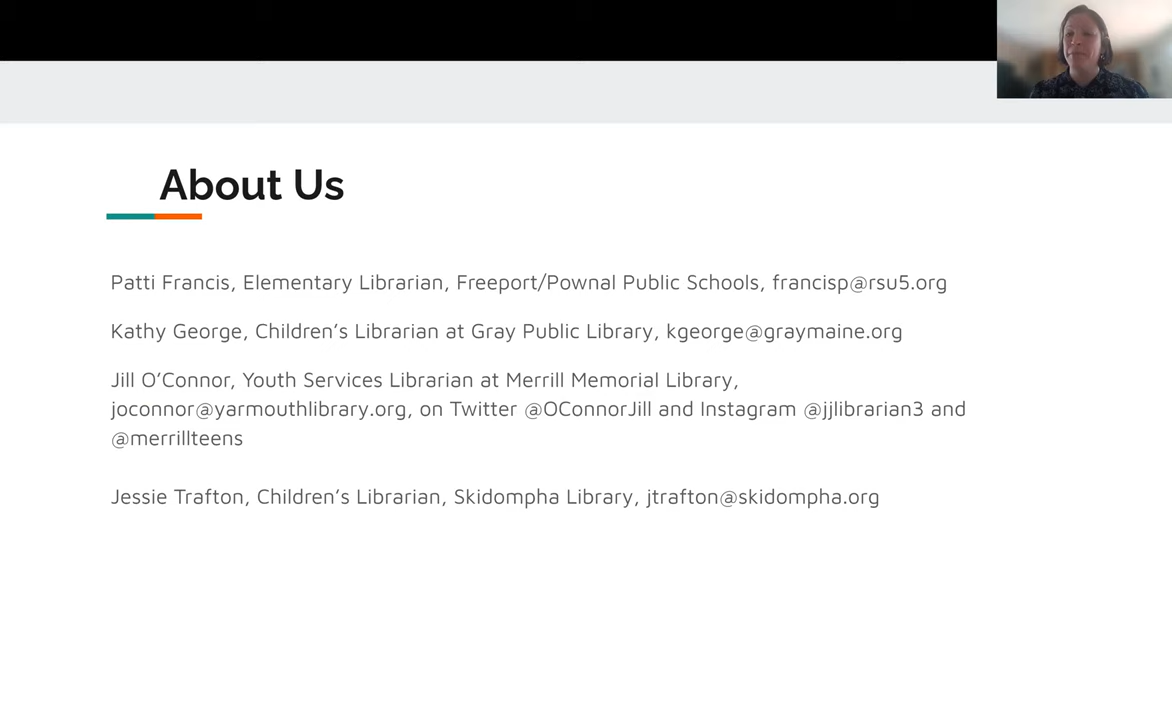 About Us
Patti Francis, Elementary Librarian, Freeport/Pownal Public Schools, francisp@rsu5.org
Kathy George, Children’s Librarian at Gray Public Library, kgeorge@graymaine.org
Jill O’Connor, Youth Services Librarian at Merrill Memorial Library,
joconnor@yarmouthlibrary.org, on Twitter @OConnorJill and Instagram @jjlibrarian3 and
@merrillteens
Jessie Trafton, Children’s Librarian, Skidompha Library, jtrafton@skidompha.org